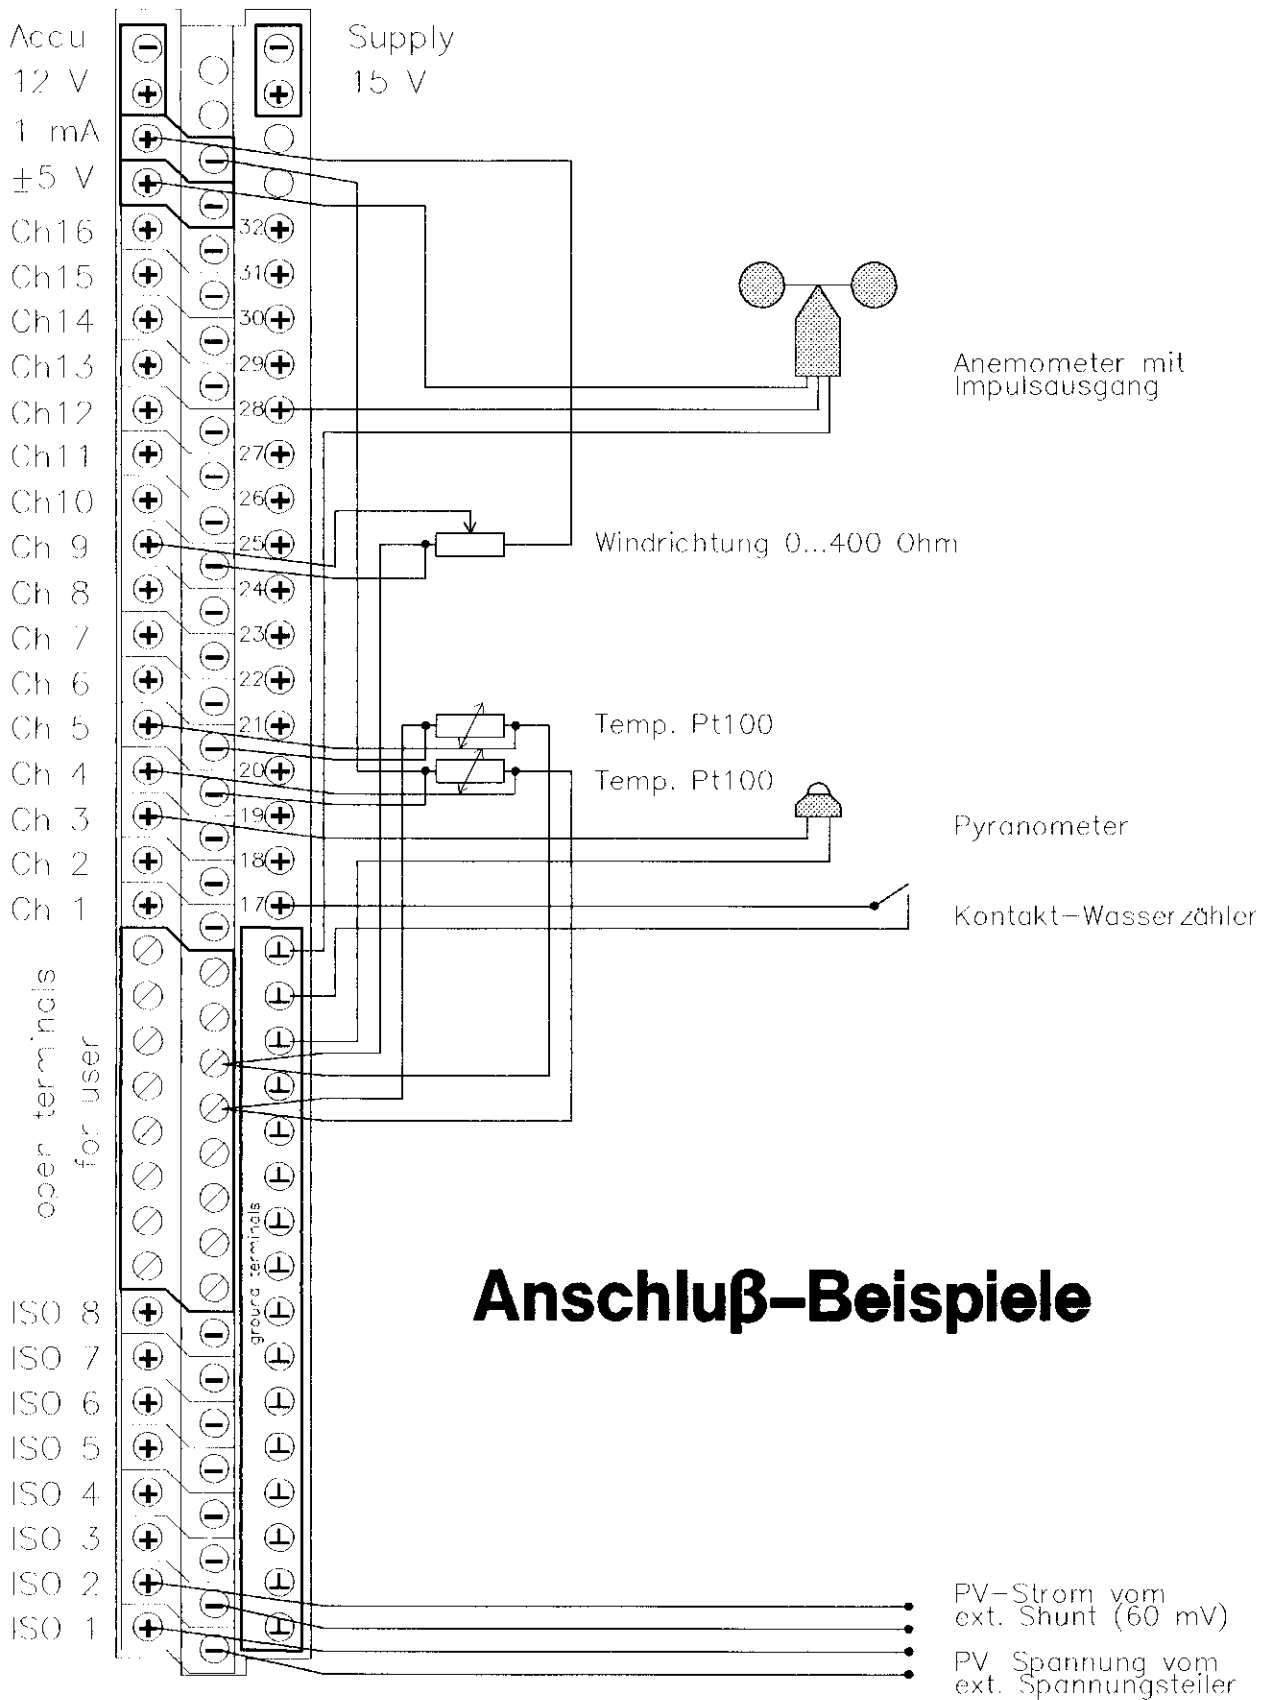 Accu
12 V
1 mA
±5 V
Supply
15 V
Ch16
Ch15
Ch14
Ch13
Ch12
Ch11
Ch10
Ch 9
Ch 8
Ch 7
Ch 6
Ch 5
Ch 4
Ch 3
Ch 2
Ch 1
32
31
30
29
28
27
26
25
24
23
22
21
20
19
18
17
Anemometer mit
Impulsausgang
Windrichtung 0...400 Ohm
Temp. Pt100
Temp. Pt100
Pyranometer
Kontakt-Wasserzähler
open terminals
for user
ground terminals
Anschluß-Beispiele
ISO 8
ISO 7
ISO 6
ISO 5
ISO 4
ISO 3
ISO 2
ISO 1
PV-Strom vom
ext. Shunt (60 mV)
PV Spannung vom
ext. Spannungsteiler